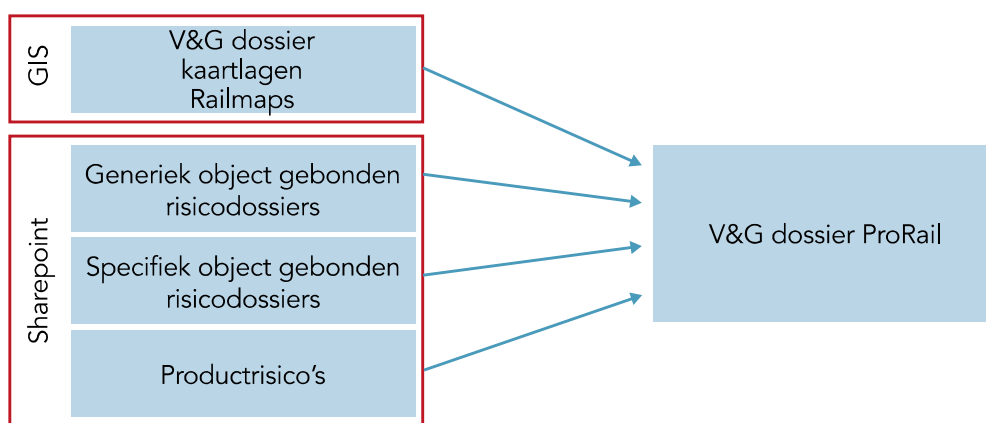 GIS
V&G dossier
kaartlagen
Railmaps
Sharepoint
Generiek object gebonden
risicodossiers
Specifiek object gebonden
risicodossiers
Productrisico’s
V&G dossier ProRail